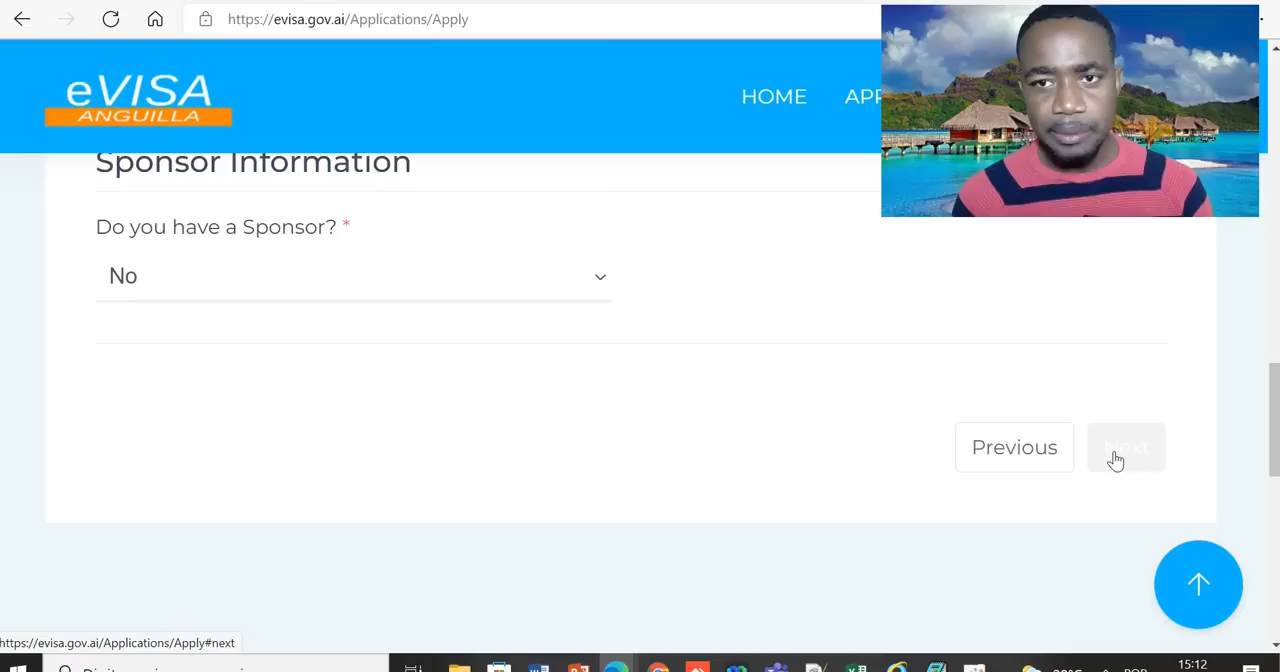 https://evisa.gov.ai/Applications/Apply
eVISA
ANGUILLA
HOME
Sponsor Information
Do you have a Sponsor? *
No
Previous
Next
https://evisa.gov.ai/Applications/Apply#next
15:12